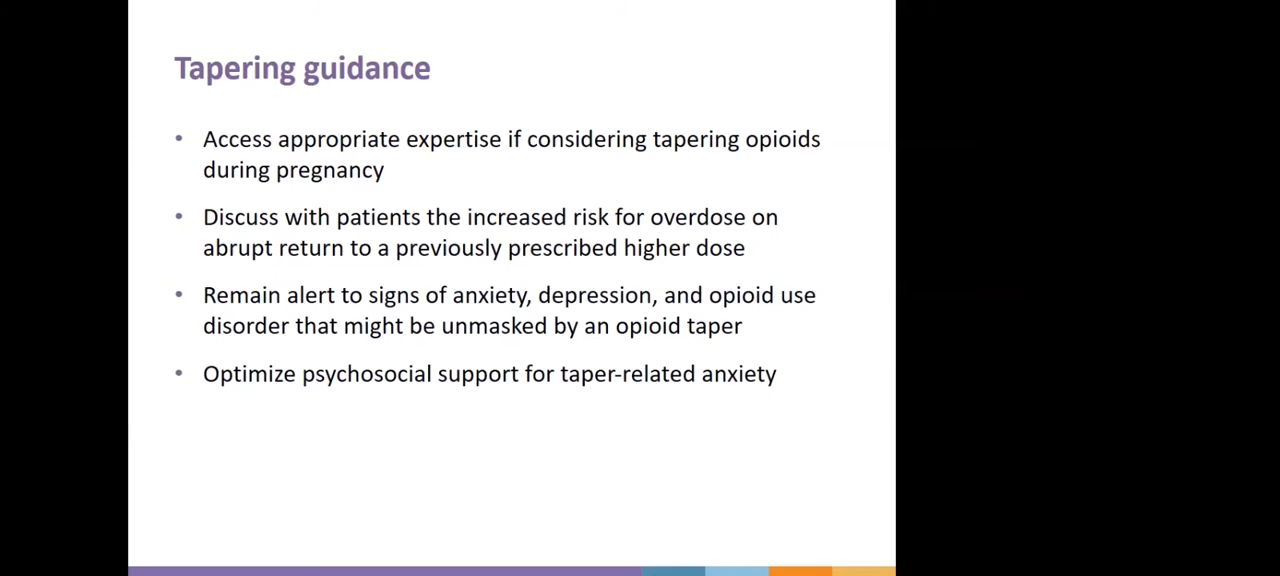 Tapering guidance
• Access appropriate expertise if considering tapering opioids
during pregnancy
• Discuss with patients the increased risk for overdose on
abrupt return to a previously prescribed higher dose
• Remain alert to signs of anxiety, depression, and opioid use
disorder that might be unmasked by an opioid taper
• Optimize psychosocial support for taper-related anxiety